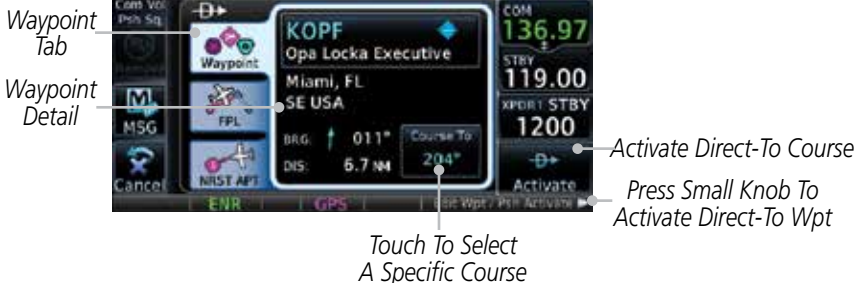 Waypoint
Tab
Waypoint
Detail
Com Vol
Psh Sq
MSG
Cancel
Waypoint
FPL
NRST APT
KOPF
Opa Locka Executive
Miami, FL
SE USA
BRG: 011°
DIS: 6.7 NM
Course To
204°
COM
136.97
STBY
119.00
XPDR1 STBY
1200
Activate
ENR
GPS
Edit Wpt / Psh Activate
Activate Direct-To Course
Press Small Knob To
Activate Direct-To Wpt
Touch To Select
A Specific Course